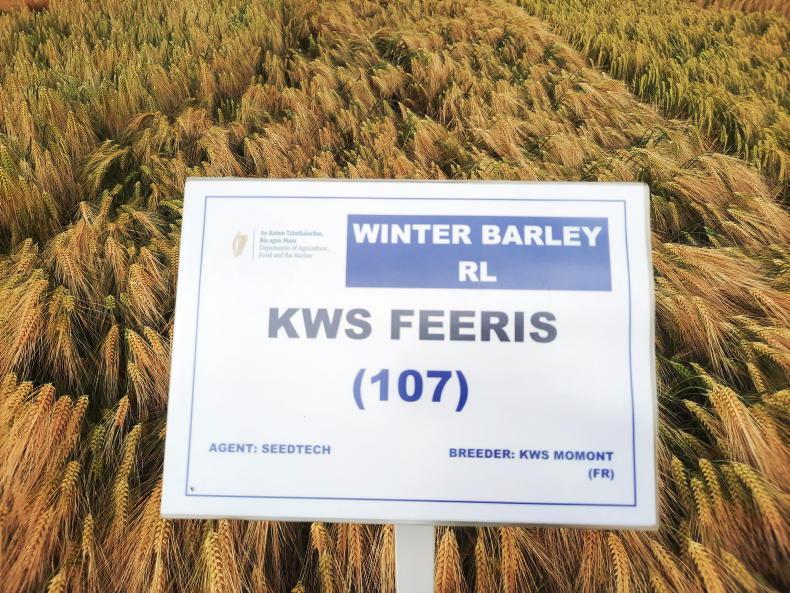 An Roinn Talmhaíochta,
Bia agus Mara
Department of Agriculture,
Food and the Marine
WINTER BARLEY
RL
KWS FEERIS
(107)
AGENT: SEEDTECH
BREEDER: KWS MOMONT
(FR)